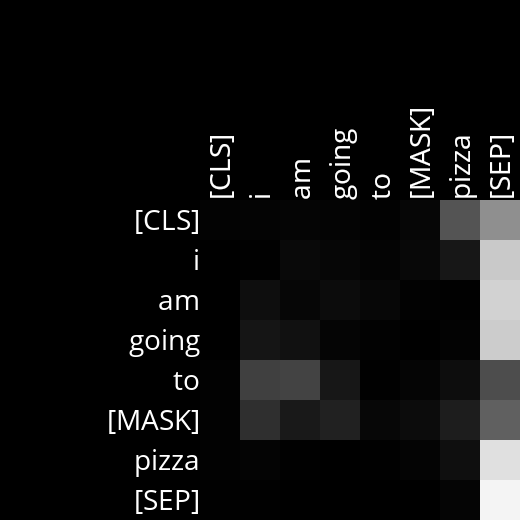 [CLS] i am going to [MASK] pizza [SEP]
[CLS]
i
am
going
to
[MASK]
pizza
[SEP]